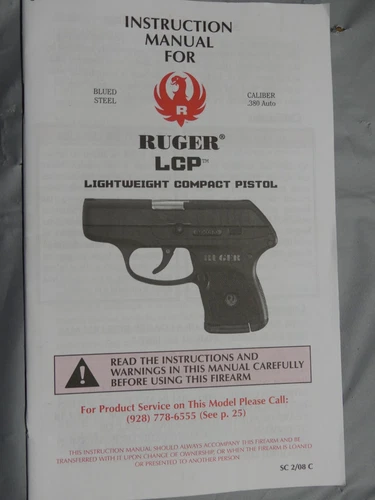 INSTRUCTION
MANUAL
FOR
BLUED
STEEL
CALIBER
.380 Auto
R
RUGER®
LCP™
LIGHTWEIGHT COMPACT PISTOL
RUGER
READ THE INSTRUCTIONS AND
WARNINGS IN THIS MANUAL CAREFULLY
BEFORE USING THIS FIREARM
For Product Service on This Model Please Call:
(928) 778-6555 (See p. 25)
THIS INSTRUCTION MANUAL SHOULD ALWAYS ACCOMPANY THIS FIREARM AND BE
TRANSFERRED WITH IT UPON CHANGE OF OWNERSHIP, OR WHEN THE FIREARM IS LOANED
OR PRESENTED TO ANOTHER PERSON
SC 2/08 C